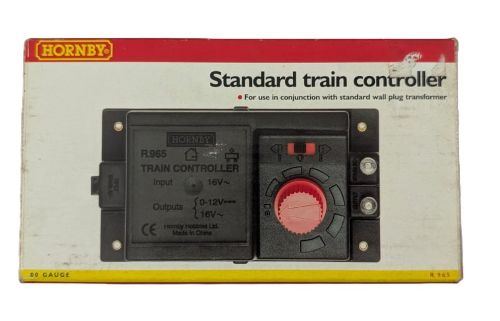 HORNBY
Standard train controller
• For use in conjunction with standard wall plug transformer
HORNBY
R.965
TRAIN CONTROLLER
Input 16V~
Outputs { 0-12V
16V~
CE Hornby Hobbies Ltd.
Made in China
00 GAUGE
R.965